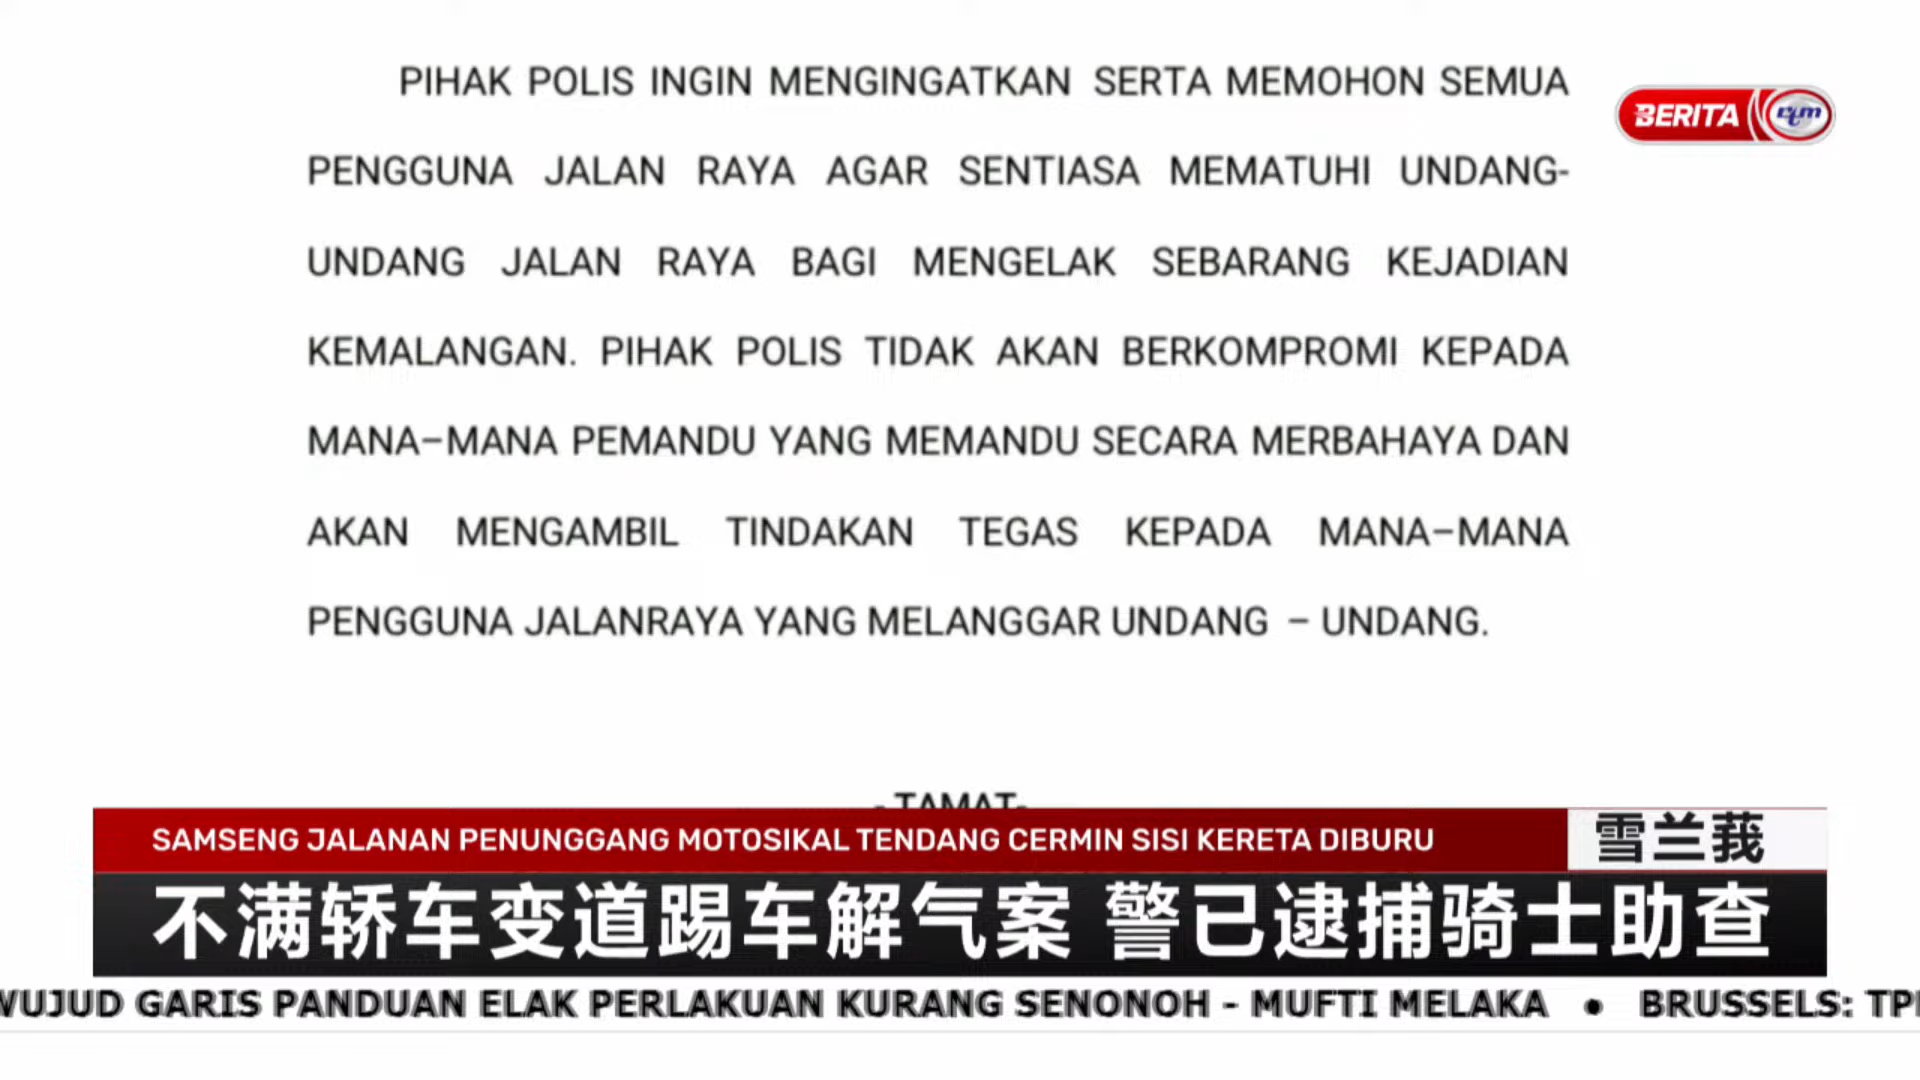 PIHAK POLIS INGIN MENGINGATKAN SERTA MEMOHON SEMUA
PENGGUNA JALAN RAYA AGAR SENTIASA MEMATUHI UNDANG-
UNDANG JALAN RAYA BAGI MENGELAK SEBARANG KEJADIAN
KEMALANGAN. PIHAK POLIS TIDAK AKAN BERKOMPROMI KEPADA
MANA–MANA PEMANDU YANG MEMANDU SECARA MERBAHAYA DAN
AKAN MENGAMBIL TINDAKAN TEGAS KEPADA MANA–MANA
PENGGUNA JALANRAYA YANG MELANGGAR UNDANG – UNDANG.
BERITA rtm
- TAMAT-
SAMSENG JALANAN PENUNGGANG MOTOSIKAL TENDANG CERMIN SISI KERETA DIBURU
雪兰莪
不满轿车变道踢车解气案 警已逮捕骑士助查
WUJUD GARIS PANDUAN ELAK PERLAKUAN KURANG SENONOH - MUFTI MELAKA • BRUSSELS: